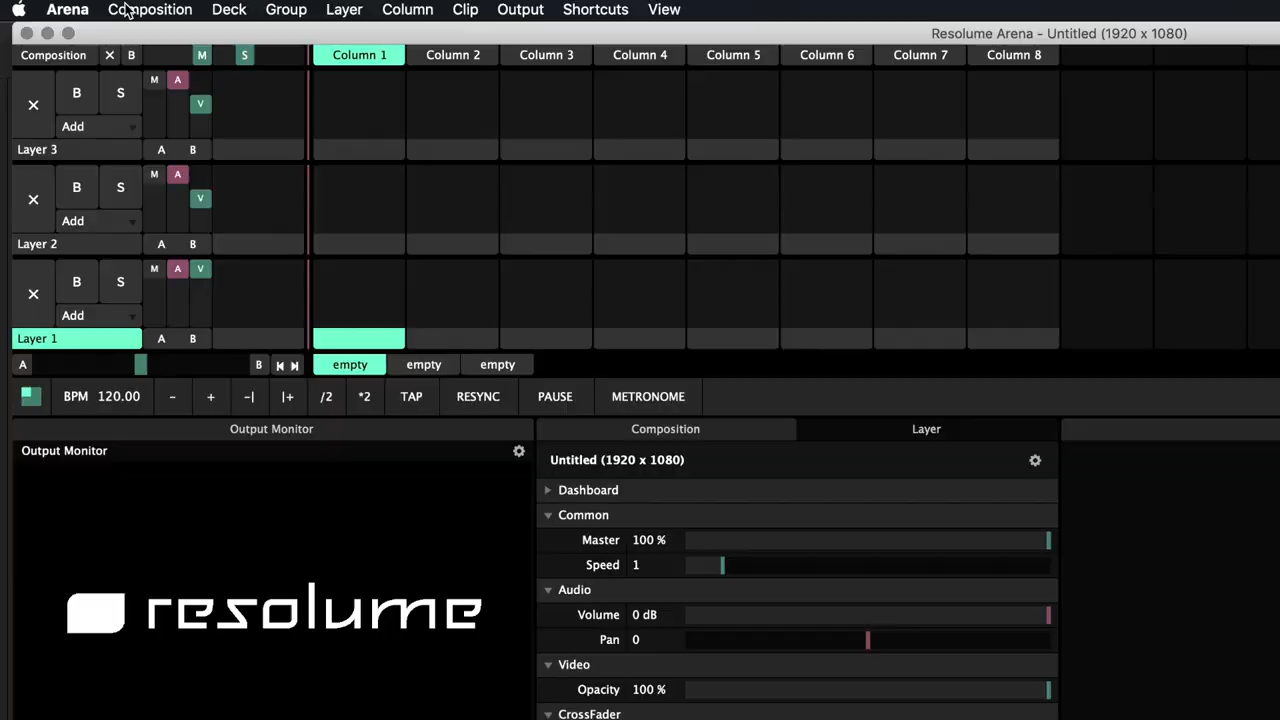 Arena Composition Deck Group Layer Column Clip Output Shortcuts View
Resolume Arena - Untitled (1920 x 1080)
Composition × B M S Column 1 Column 2 Column 3 Column 4 Column 5 Column 6 Column 7 Column 8
M A
× B S V
Add
Layer 3 A B
M A
B S
× V
Add
Layer 2 A B
M A V
× B S
Add
Layer 1 A B
A B empty empty empty
BPM 120.00 - + -| |+ /2 *2 TAP RESYNC PAUSE METRONOME
Output Monitor Composition Layer
Output Monitor
Untitled (1920 x 1080)
Dashboard
Common
Master 100 %
Speed 1
Audio
Volume 0 dB
Pan 0
Video
Opacity 100 %
CrossFader
resolume